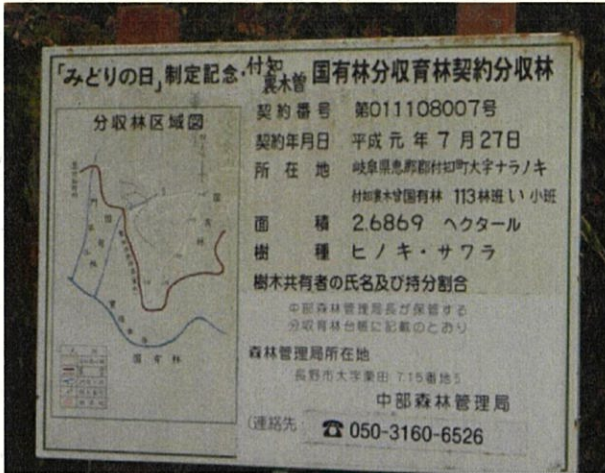 「みどりの日」制定記念・付知裏木曽国有林分収育林契約分収林
契約番号 第011108007号
契約年月日 平成元年7月27日
所在地 岐阜県恵那郡付知町大字ナラノキ
付知裏木曽国有林 113林班い小班
面積 2.6869 ヘクタール
樹種 ヒノキ・サワラ
樹木共有者の氏名及び持分割合
中部森林管理局長が保管する
分収育林台帳に記載のとおり
森林管理局所在地
長野市大字栗田 715番地5
中部森林管理局
(連絡先 ☎ 050-3160-6526
分収林区域図
国有林
国有林